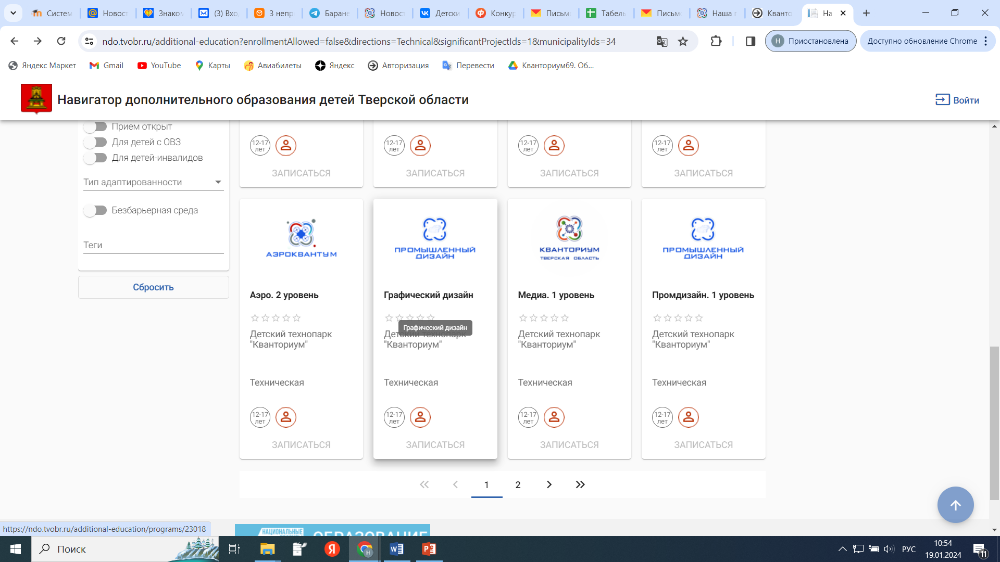 Систем
Новост
Знаком
(3) Вхо
3 непр
Баране
Новост
Детски
Конкур
Письмо
Табель
Письмо
Наша г
Кванто
На
ndo.tvobr.ru/additional-education?enrollmentAllowed=false&directions=Technical&significantProjectIds=1&municipalityIds=34
Н Приостановлена
Доступно обновление Chrome
Яндекс Маркет
Gmail
YouTube
Карты
Авиабилеты
Яндекс
Авторизация
Перевести
Кванториум69. Об...
Навигатор дополнительного образования детей Тверской области
Войти
Прием открыт
Для детей с ОВЗ
Для детей-инвалидов
Тип адаптированности
Безбарьерная среда
Теги
Сбросить
12-17
лет
ЗАПИСАТЬСЯ
12-17
лет
ЗАПИСАТЬСЯ
12-17
лет
ЗАПИСАТЬСЯ
12-17
лет
ЗАПИСАТЬСЯ
АЭРОКВАНТУМ
Аэро. 2 уровень
Детский технопарк
"Кванториум"
Техническая
12-17
лет
ЗАПИСАТЬСЯ
ПРОМЫШЛЕННЫЙ
ДИЗАЙН
Графический дизайн
Графический дизайн
Детский технопарк
"Кванториум"
Техническая
12-17
лет
ЗАПИСАТЬСЯ
КВАНТОРИУМ
ТВЕРСКАЯ ОБЛАСТЬ
Медиа. 1 уровень
Детский технопарк
"Кванториум"
Техническая
12-17
лет
ЗАПИСАТЬСЯ
ПРОМЫШЛЕННЫЙ
ДИЗАЙН
Промдизайн. 1 уровень
Детский технопарк
"Кванториум"
Техническая
12-17
лет
ЗАПИСАТЬСЯ
1 2
https://ndo.tvobr.ru/additional-education/programs/23018
НАЦИОНАЛЬНЫЕ
ОБРАЗОВАНИЕ
Поиск
РУС
10:54
19.01.2024
11